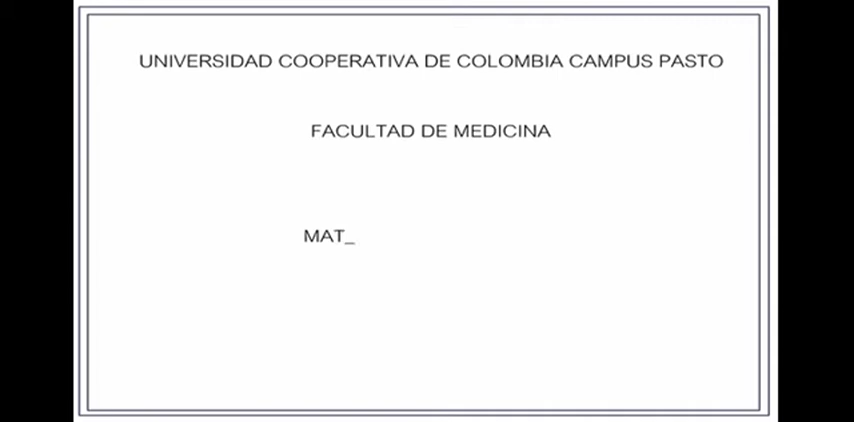 UNIVERSIDAD COOPERATIVA DE COLOMBIA CAMPUS PASTO
FACULTAD DE MEDICINA
MAT_